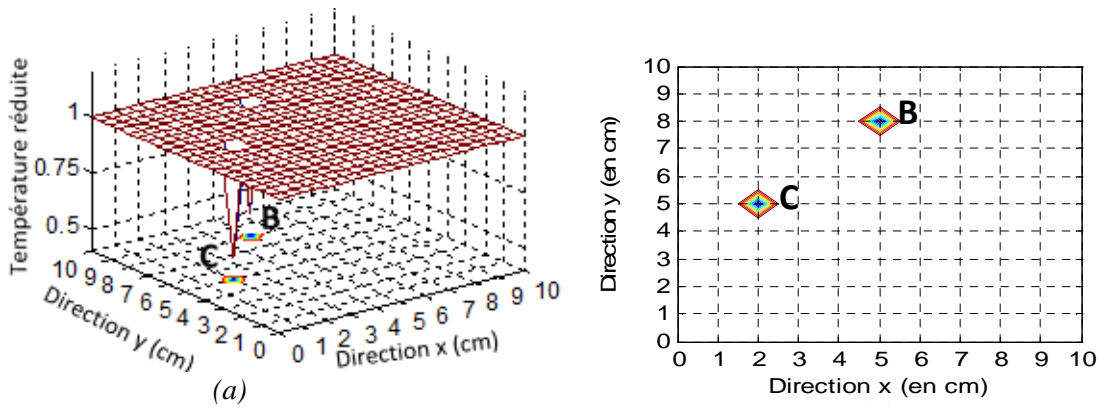 Température réduite
1
0.75
0.5
B
C
10 9 8 7 6 5 4 3 2 1 0
Direction y (cm)
0 1 2 3 4 5 6 7 8 9 10
Direction x (cm)
(a)
Direction y (en cm)
10
9
8
7
6
5
4
3
2
1
0
B
C
0 1 2 3 4 5 6 7 8 9 10
Direction x (en cm)